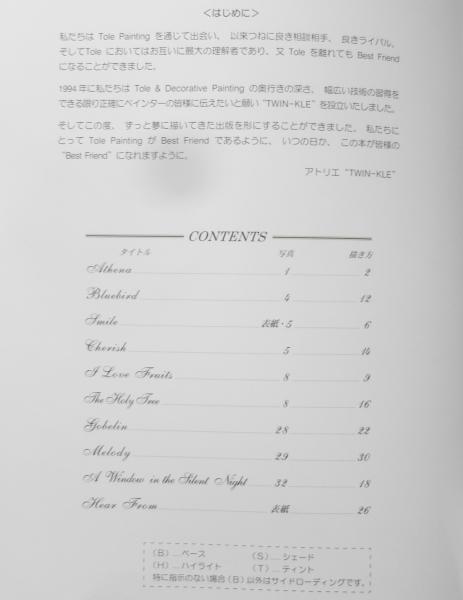 ＜はじめに＞
私たちは Tole Painting を通じて出会い、以来つねに良き相談相手、良きライバル、
そしてTole においてはお互いに最大の理解者であり、又 Tole を離れても Best Friend
になることができました。
1994年に私たちは Tole & Decorative Painting の奥行きの深さ、幅広い技術の習得を
できる限り正確にペインターの皆様に伝えたいと願い“TWIN-KLE”を設立いたしました。
そしてこの度、ずっと夢に描いてきた出版を形にすることができました。私たちに
とって Tole Painting が Best Friend であるように、いつの日か、この本が皆様の
“Best Friend”になれますように。
アトリエ“TWIN-KLE”
CONTENTS
タイトル 写真 描き方
Athena 1 2
Bluebird 4 12
Smile 表紙・5 6
Cherish 5 14
I Love Fruits 8 9
The Holy Tree 8 16
Gobelin 28 22
Melody 29 30
A Window in the Silent Night 32 18
Hear From 表紙 26
（B）…ベース （S）…シェード
（H）…ハイライト （T）…ティント
特に指示のない場合（B）以外はサイドローディングです。